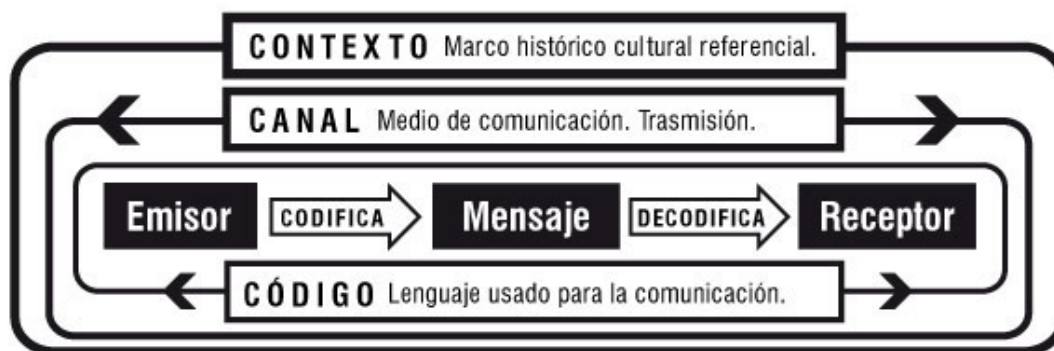 CONTEXTO Marco histórico cultural referencial.
CANAL Medio de comunicación. Trasmisión.
Emisor CODIFICA Mensaje DECODIFICA Receptor
CÓDIGO Lenguaje usado para la comunicación.